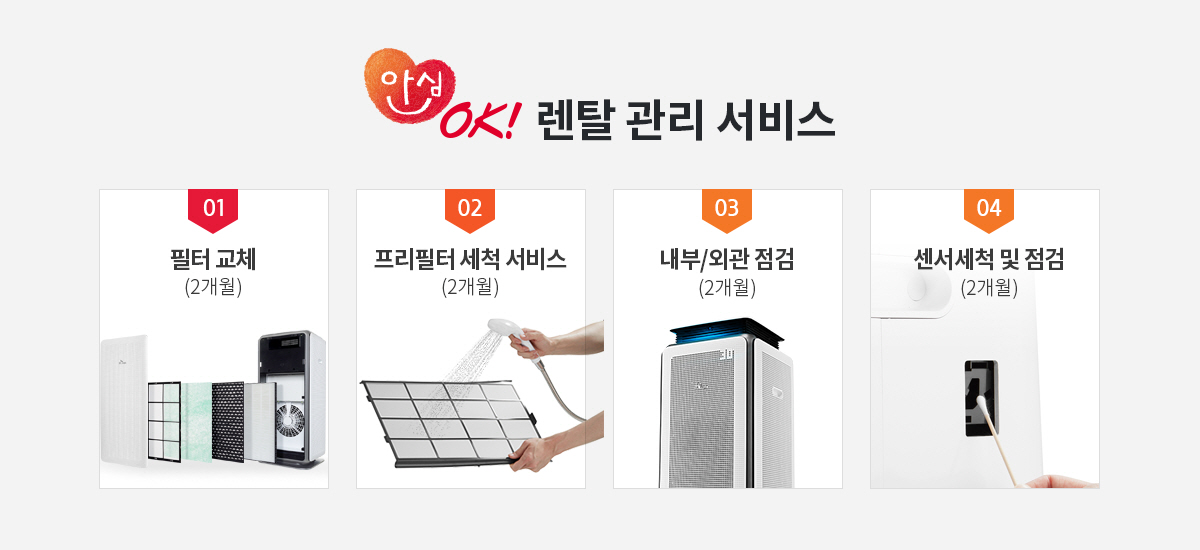 안심
OK! 렌탈 관리 서비스
01
필터 교체
(2개월)
02
프리필터 세척 서비스
(2개월)
03
내부/외관 점검
(2개월)
04
센서세척 및 점검
(2개월)